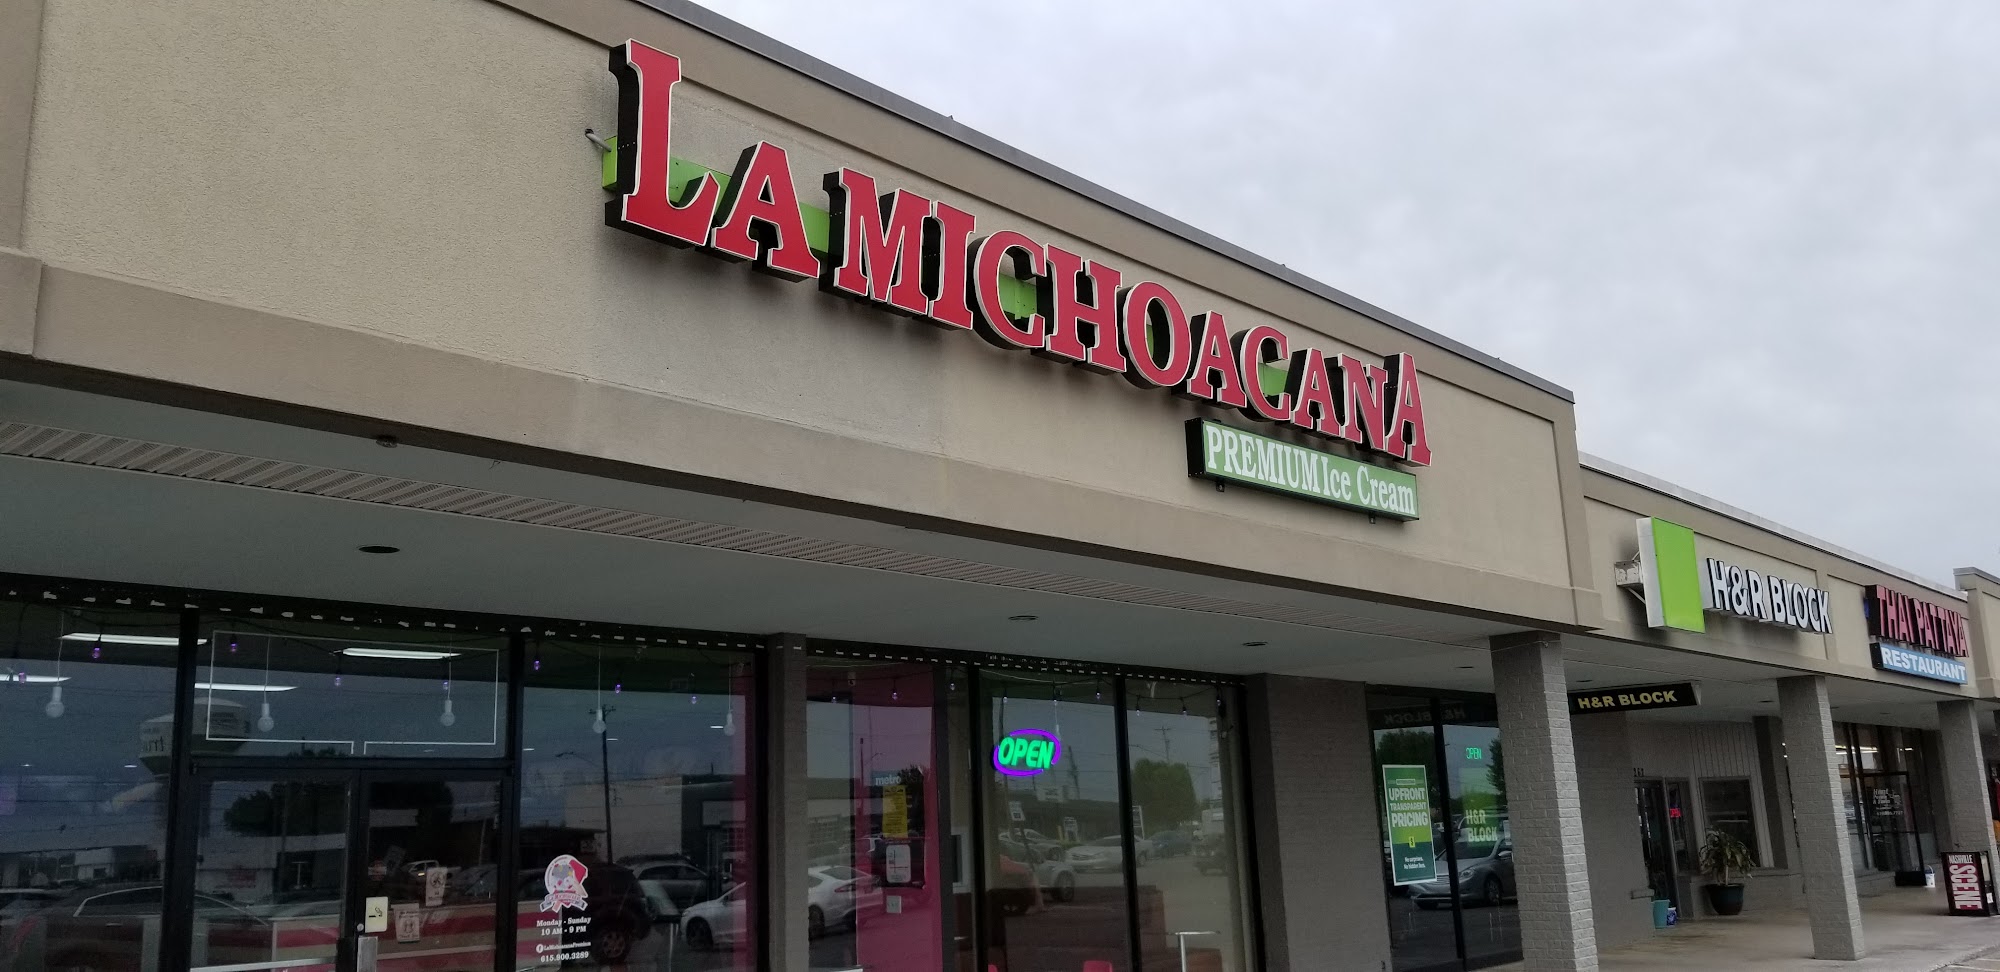 LA MICHOACANA
PREMIUM Ice Cream
H&R BLOCK
THAI PATTAYA
RESTAURANT
H&R BLOCK
OPEN
OPEN
metro
UPFRONT
TRANSPARENT
PRICING
H&R
BLOCK
Monday - Sunday
10 AM - 9 PM
615.900.3289
NASHVILLE
SCENE